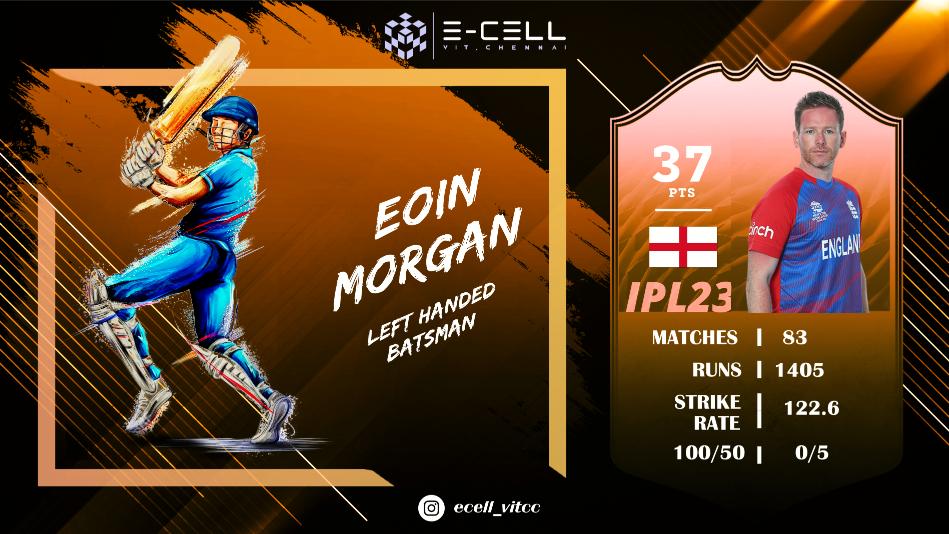 E-CELL
VIT, CHENNAI
EOIN
MORGAN
LEFT HANDED
BATSMAN
37
PTS
IPL23
cinch
ENGLAND
MATCHES | 83
RUNS | 1405
STRIKE
RATE | 122.6
100/50 | 0/5
ecell_vitcc